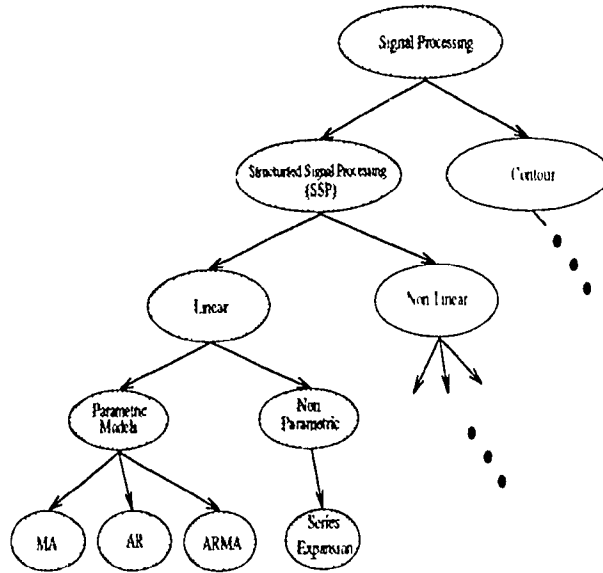 Signal Processing
Structured Signal Processing
(SSP)
Contour
Linear
Non Linear
Parametric
Models
Non
Parametric
MA
AR
ARMA
Series
Expansion